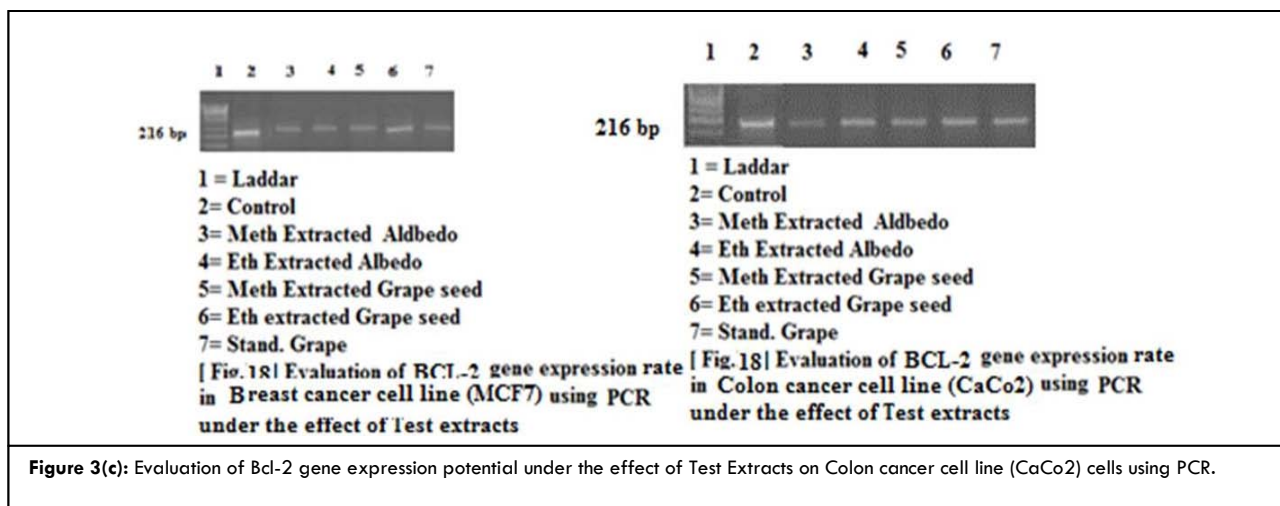 1 2 3 4 5 6 7
216 bp
1 = Laddar
2= Control
3= Meth Extracted Aldbedo
4= Eth Extracted Albedo
5= Meth Extracted Grape seed
6= Eth extracted Grape seed
7= Stand. Grape
[ Fig. 18] Evaluation of BCL-2 gene expression rate
in Breast cancer cell line (MCF7) using PCR
under the effect of Test extracts
1 2 3 4 5 6 7
216 bp
1 = Laddar
2= Control
3= Meth Extracted Aldbedo
4= Eth Extracted Albedo
5= Meth Extracted Grape seed
6= Eth extracted Grape seed
7= Stand. Grape
[ Fig. 18] Evaluation of BCL-2 gene expression rate
in Colon cancer cell line (CaCo2) using PCR
under the effect of Test extracts
Figure 3(c): Evaluation of Bcl-2 gene expression potential under the effect of Test Extracts on Colon cancer cell line (CaCo2) cells using PCR.